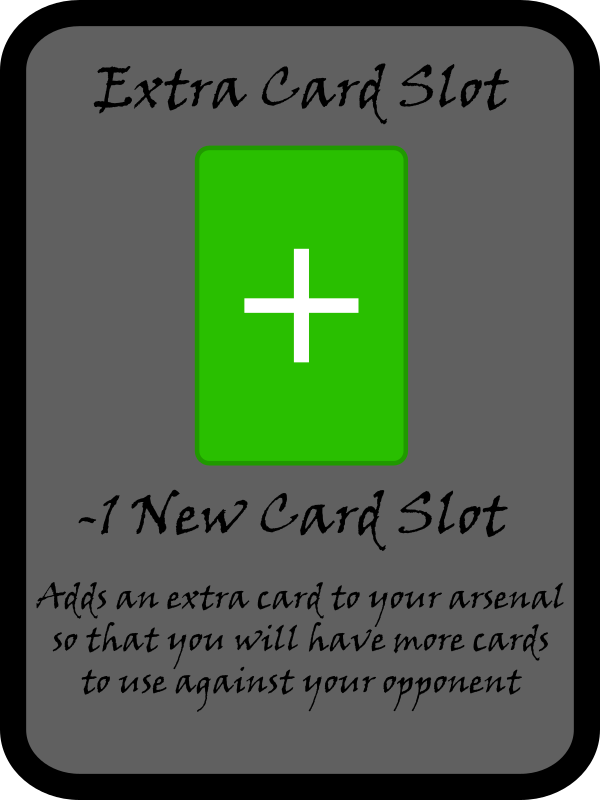 Extra Card Slot
+
-1 New Card Slot
Adds an extra card to your arsenal
so that you will have more cards
to use against your opponent